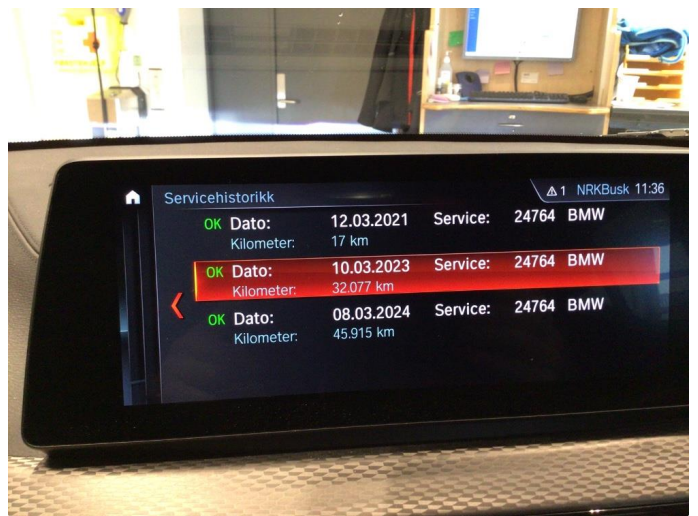 Servicehistorikk
1 NRKBusk 11:36
OK Dato: 12.03.2021 Service: 24764 BMW
Kilometer: 17 km
OK Dato: 10.03.2023 Service: 24764 BMW
Kilometer: 32.077 km
OK Dato: 08.03.2024 Service: 24764 BMW
Kilometer: 45.915 km